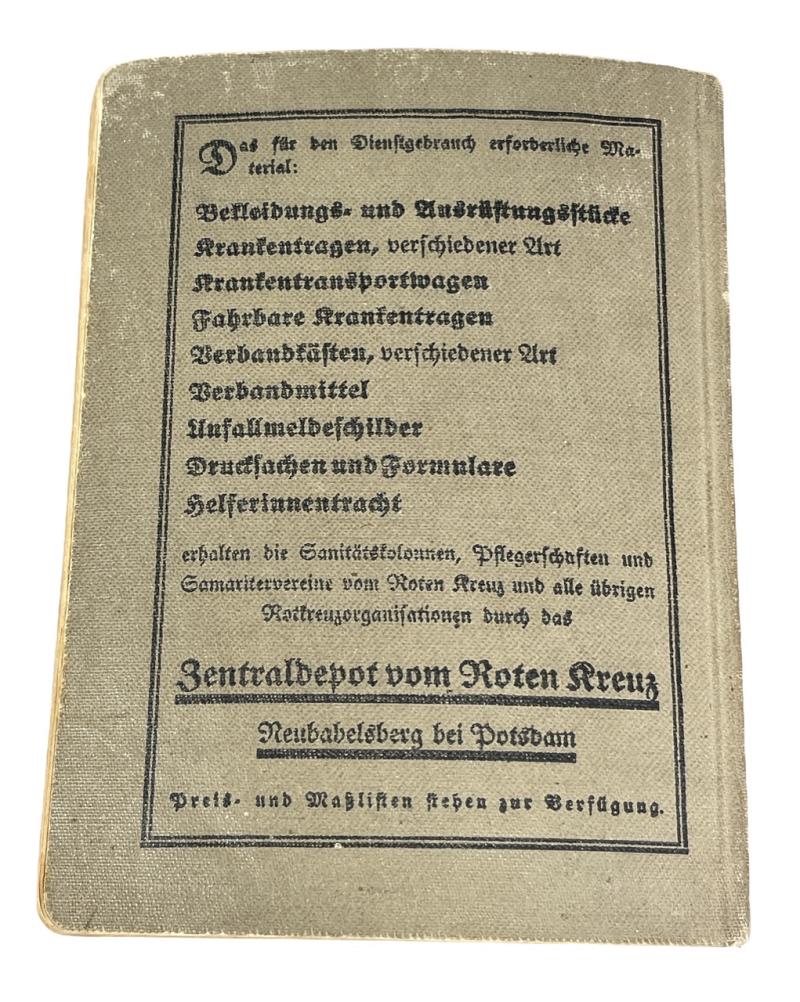 Das für den Dienstgebrauch erforderliche Ma-
terial:
Bekleidungs- und Ausrüstungsstücke
Krankentragen, verschiedener Art
Krankentransportwagen
Fahrbare Krankentragen
Verbandkästen, verschiedener Art
Verbandmittel
Unfallmeldeschilder
Drucksachen und Formulare
Helferinnentracht
erhalten die Sanitätskolonnen, Pflegerschaften und
Samaritervereine vom Roten Kreuz und alle übrigen
Rotkreuzorganisationen durch das
Zentraldepot vom Roten Kreuz
Neubabelsberg bei Potsdam
Preis- und Maßlisten stehen zur Verfügung.